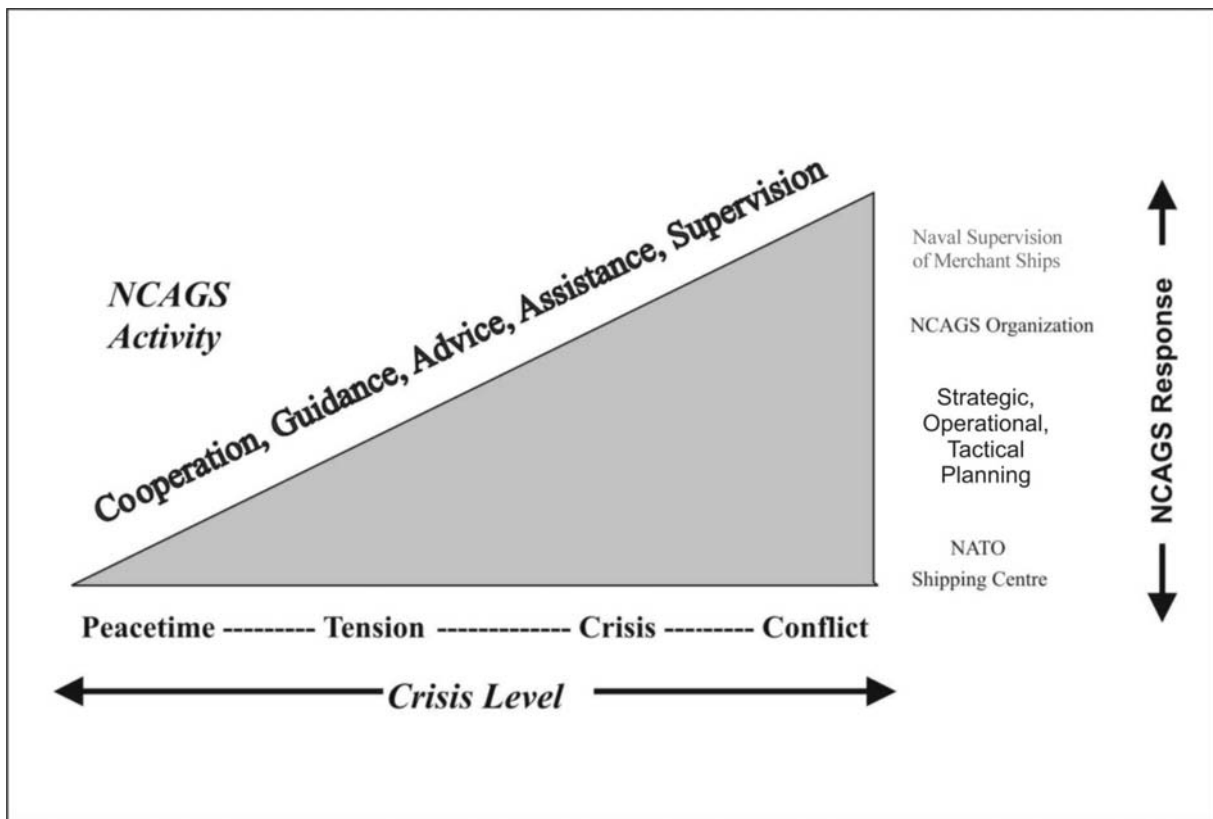 Cooperation, Guidance, Advice, Assistance, Supervision
NCAGS
Activity
Naval Supervision
of Merchant Ships
NCAGS Organization
Strategic,
Operational,
Tactical
Planning
NATO
Shipping Centre
NCAGS Response
Peacetime --------- Tension ------------- Crisis --------- Conflict
Crisis Level